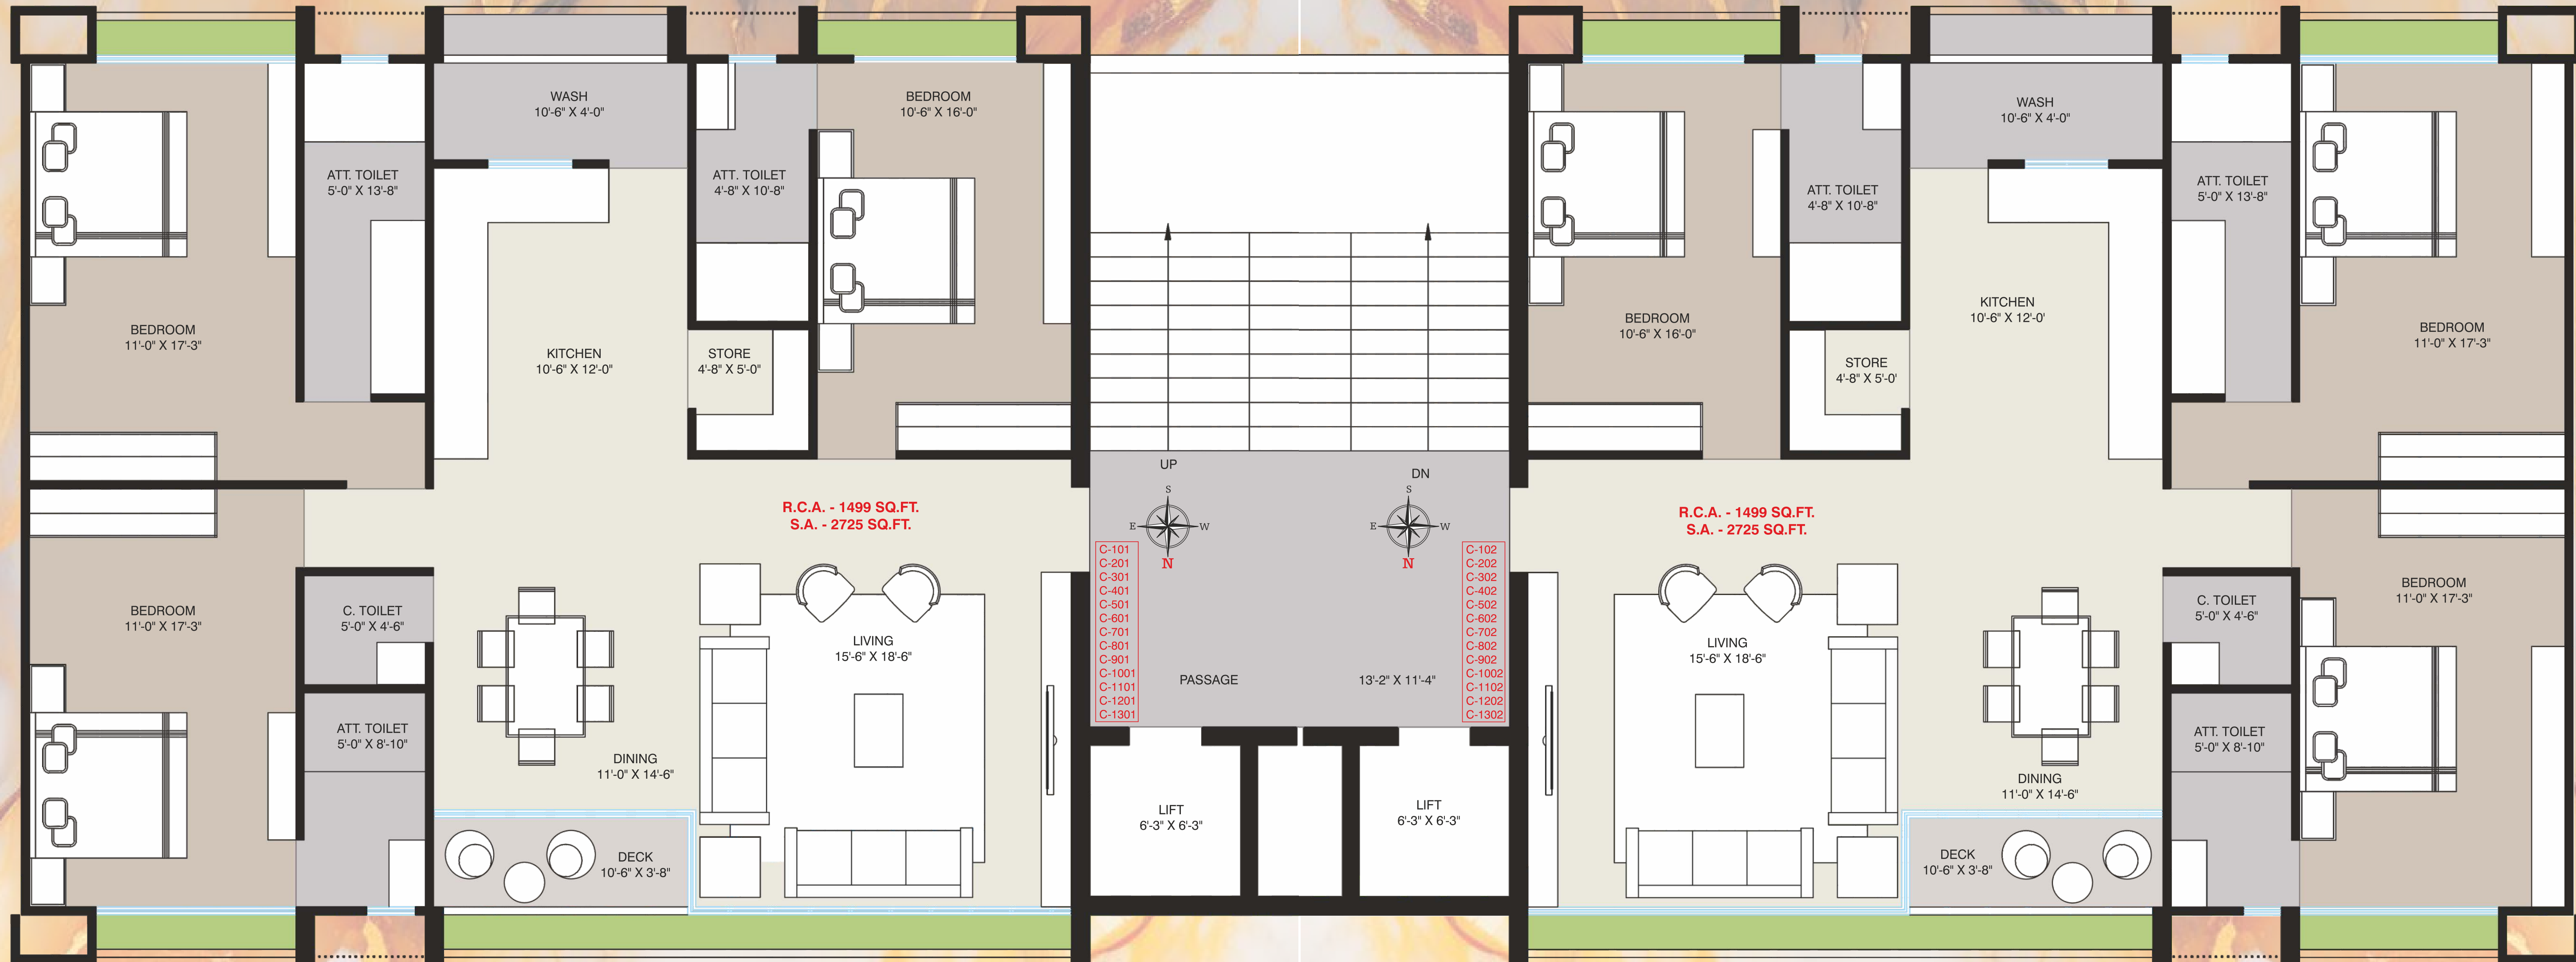 WASH
10'-6" X 4'-0"
BEDROOM
10'-6" X 16'-0"
ATT. TOILET
5'-0" X 13'-8"
ATT. TOILET
4'-8" X 10'-8"
BEDROOM
11'-0" X 17'-3"
KITCHEN
10'-6" X 12'-0"
STORE
4'-8" X 5'-0"
R.C.A. - 1499 SQ.FT.
S.A. - 2725 SQ.FT.
BEDROOM
11'-0" X 17'-3"
C. TOILET
5'-0" X 4'-6"
LIVING
15'-6" X 18'-6"
ATT. TOILET
5'-0" X 8'-10"
DINING
11'-0" X 14'-6"
DECK
10'-6" X 3'-8"
UP
DN
S
E
W
N
S
E
W
N
C-101
C-201
C-301
C-401
C-501
C-601
C-701
C-801
C-901
C-1001
C-1101
C-1201
C-1301
C-102
C-202
C-302
C-402
C-502
C-602
C-702
C-802
C-902
C-1002
C-1102
C-1202
C-1302
PASSAGE
13'-2" X 11'-4"
LIFT
6'-3" X 6'-3"
LIFT
6'-3" X 6'-3"
WASH
10'-6" X 4'-0"
ATT. TOILET
4'-8" X 10'-8"
ATT. TOILET
5'-0" X 13'-8"
BEDROOM
10'-6" X 16'-0"
KITCHEN
10'-6" X 12'-0'
BEDROOM
11'-0" X 17'-3"
STORE
4'-8" X 5'-0'
R.C.A. - 1499 SQ.FT.
S.A. - 2725 SQ.FT.
BEDROOM
11'-0" X 17'-3"
C. TOILET
5'-0" X 4'-6"
LIVING
15'-6" X 18'-6"
ATT. TOILET
5'-0" X 8'-10"
DINING
11'-0" X 14'-6"
DECK
10'-6" X 3'-8"